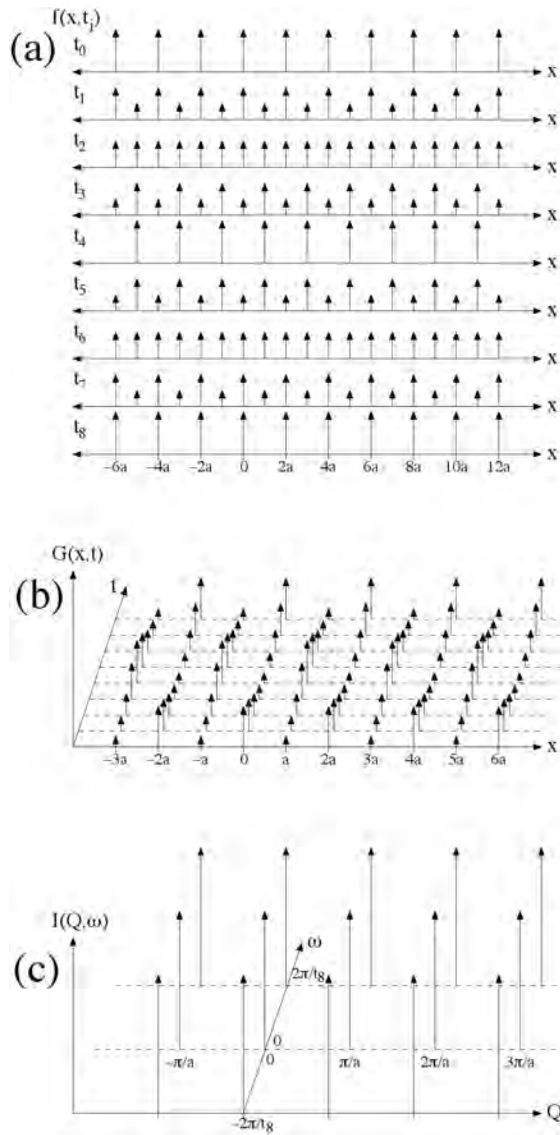 f(x,tⱼ)
(a)
t₀
x
t₁
x
t₂
x
t₃
x
t₄
x
t₅
x
t₆
x
t₇
x
t₈
x
−6a −4a −2a 0 2a 4a 6a 8a 10a 12a
G(x,t)
(b)
t
−3a −2a −a 0 a 2a 3a 4a 5a 6a x
I(Q,ω)
(c)
ω
2π/t₈
0
−π/a 0 π/a 2π/a 3π/a
−2π/t₈
Q